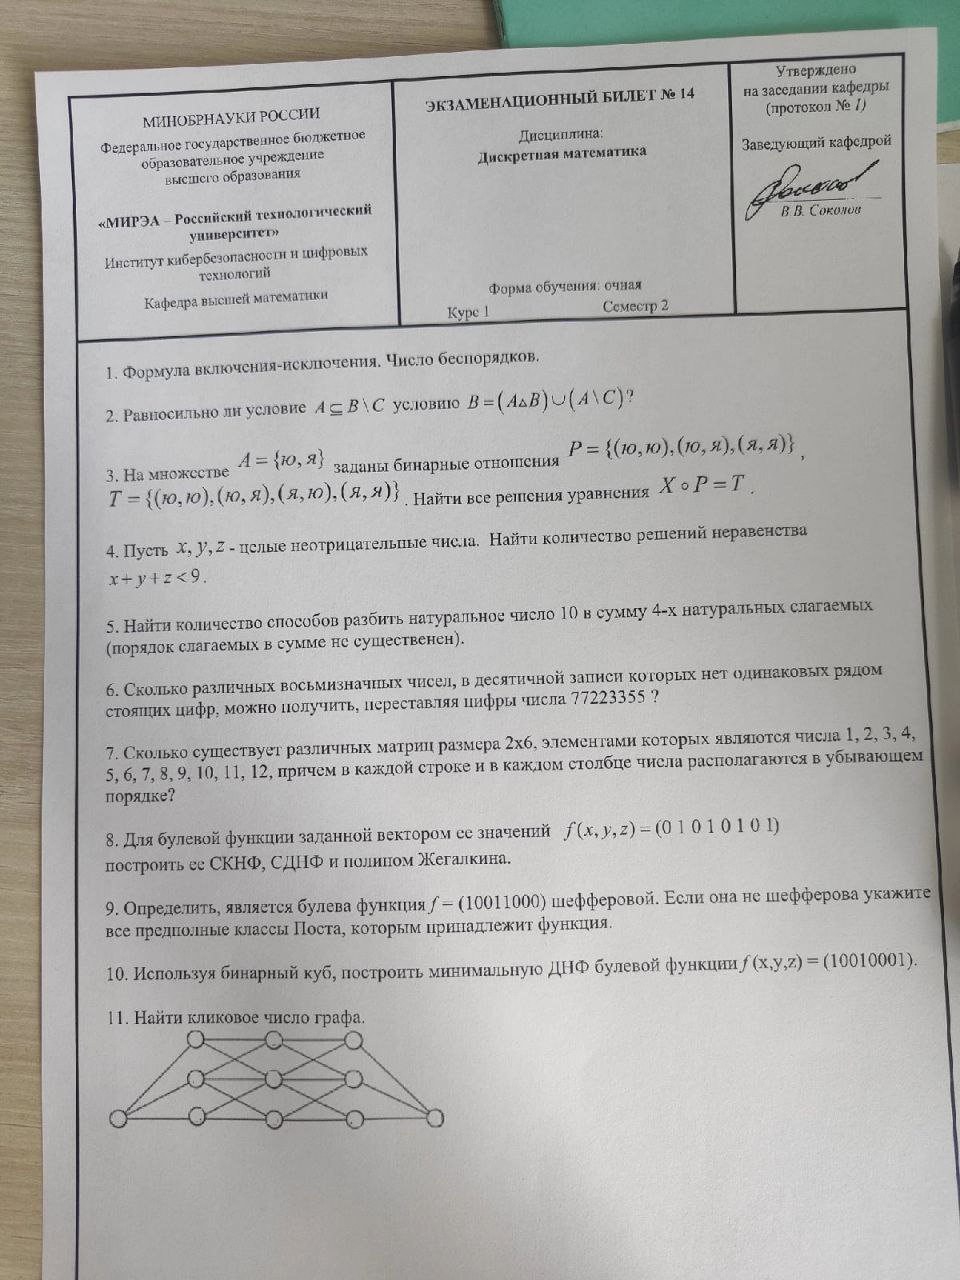 МИНОБРНАУКИ РОССИИ
Федеральное государственное бюджетное
образовательное учреждение
высшего образования
«МИРЭА – Российский технологический
университет»
Институт кибербезопасности и цифровых
технологий
Кафедра высшей математики
ЭКЗАМЕНАЦИОННЫЙ БИЛЕТ № 14
Дисциплина:
Дискретная математика
Форма обучения: очная
Курс 1 Семестр 2
Утверждено
на заседании кафедры
(протокол № 1)
Заведующий кафедрой
В.В. Соколов
1. Формула включения-исключения. Число беспорядков.
2. Равносильно ли условие A ⊆ B \ C условию B = (A△B) ∪ (A \ C)?
3. На множестве A = {ю, я} заданы бинарные отношения P = {(ю, ю), (ю, я), (я, я)},
T = {(ю, ю), (ю, я), (я, ю), (я, я)}. Найти все решения уравнения X ∘ P = T.
4. Пусть x, y, z - целые неотрицательные числа. Найти количество решений неравенства
x + y + z < 9.
5. Найти количество способов разбить натуральное число 10 в сумму 4-х натуральных слагаемых
(порядок слагаемых в сумме не существенен).
6. Сколько различных восьмизначных чисел, в десятичной записи которых нет одинаковых рядом
стоящих цифр, можно получить, переставляя цифры числа 77223355 ?
7. Сколько существует различных матриц размера 2х6, элементами которых являются числа 1, 2, 3, 4,
5, 6, 7, 8, 9, 10, 11, 12, причем в каждой строке и в каждом столбце числа располагаются в убывающем
порядке?
8. Для булевой функции заданной вектором ее значений f(x, y, z) = (0 1 0 1 0 1 0 1)
построить ее СКНФ, СДНФ и полином Жегалкина.
9. Определить, является булева функция f = (10011000) шефферовой. Если она не шефферова укажите
все предполные классы Поста, которым принадлежит функция.
10. Используя бинарный куб, построить минимальную ДНФ булевой функции f (x,y,z) = (10010001).
11. Найти кликовое число графа.